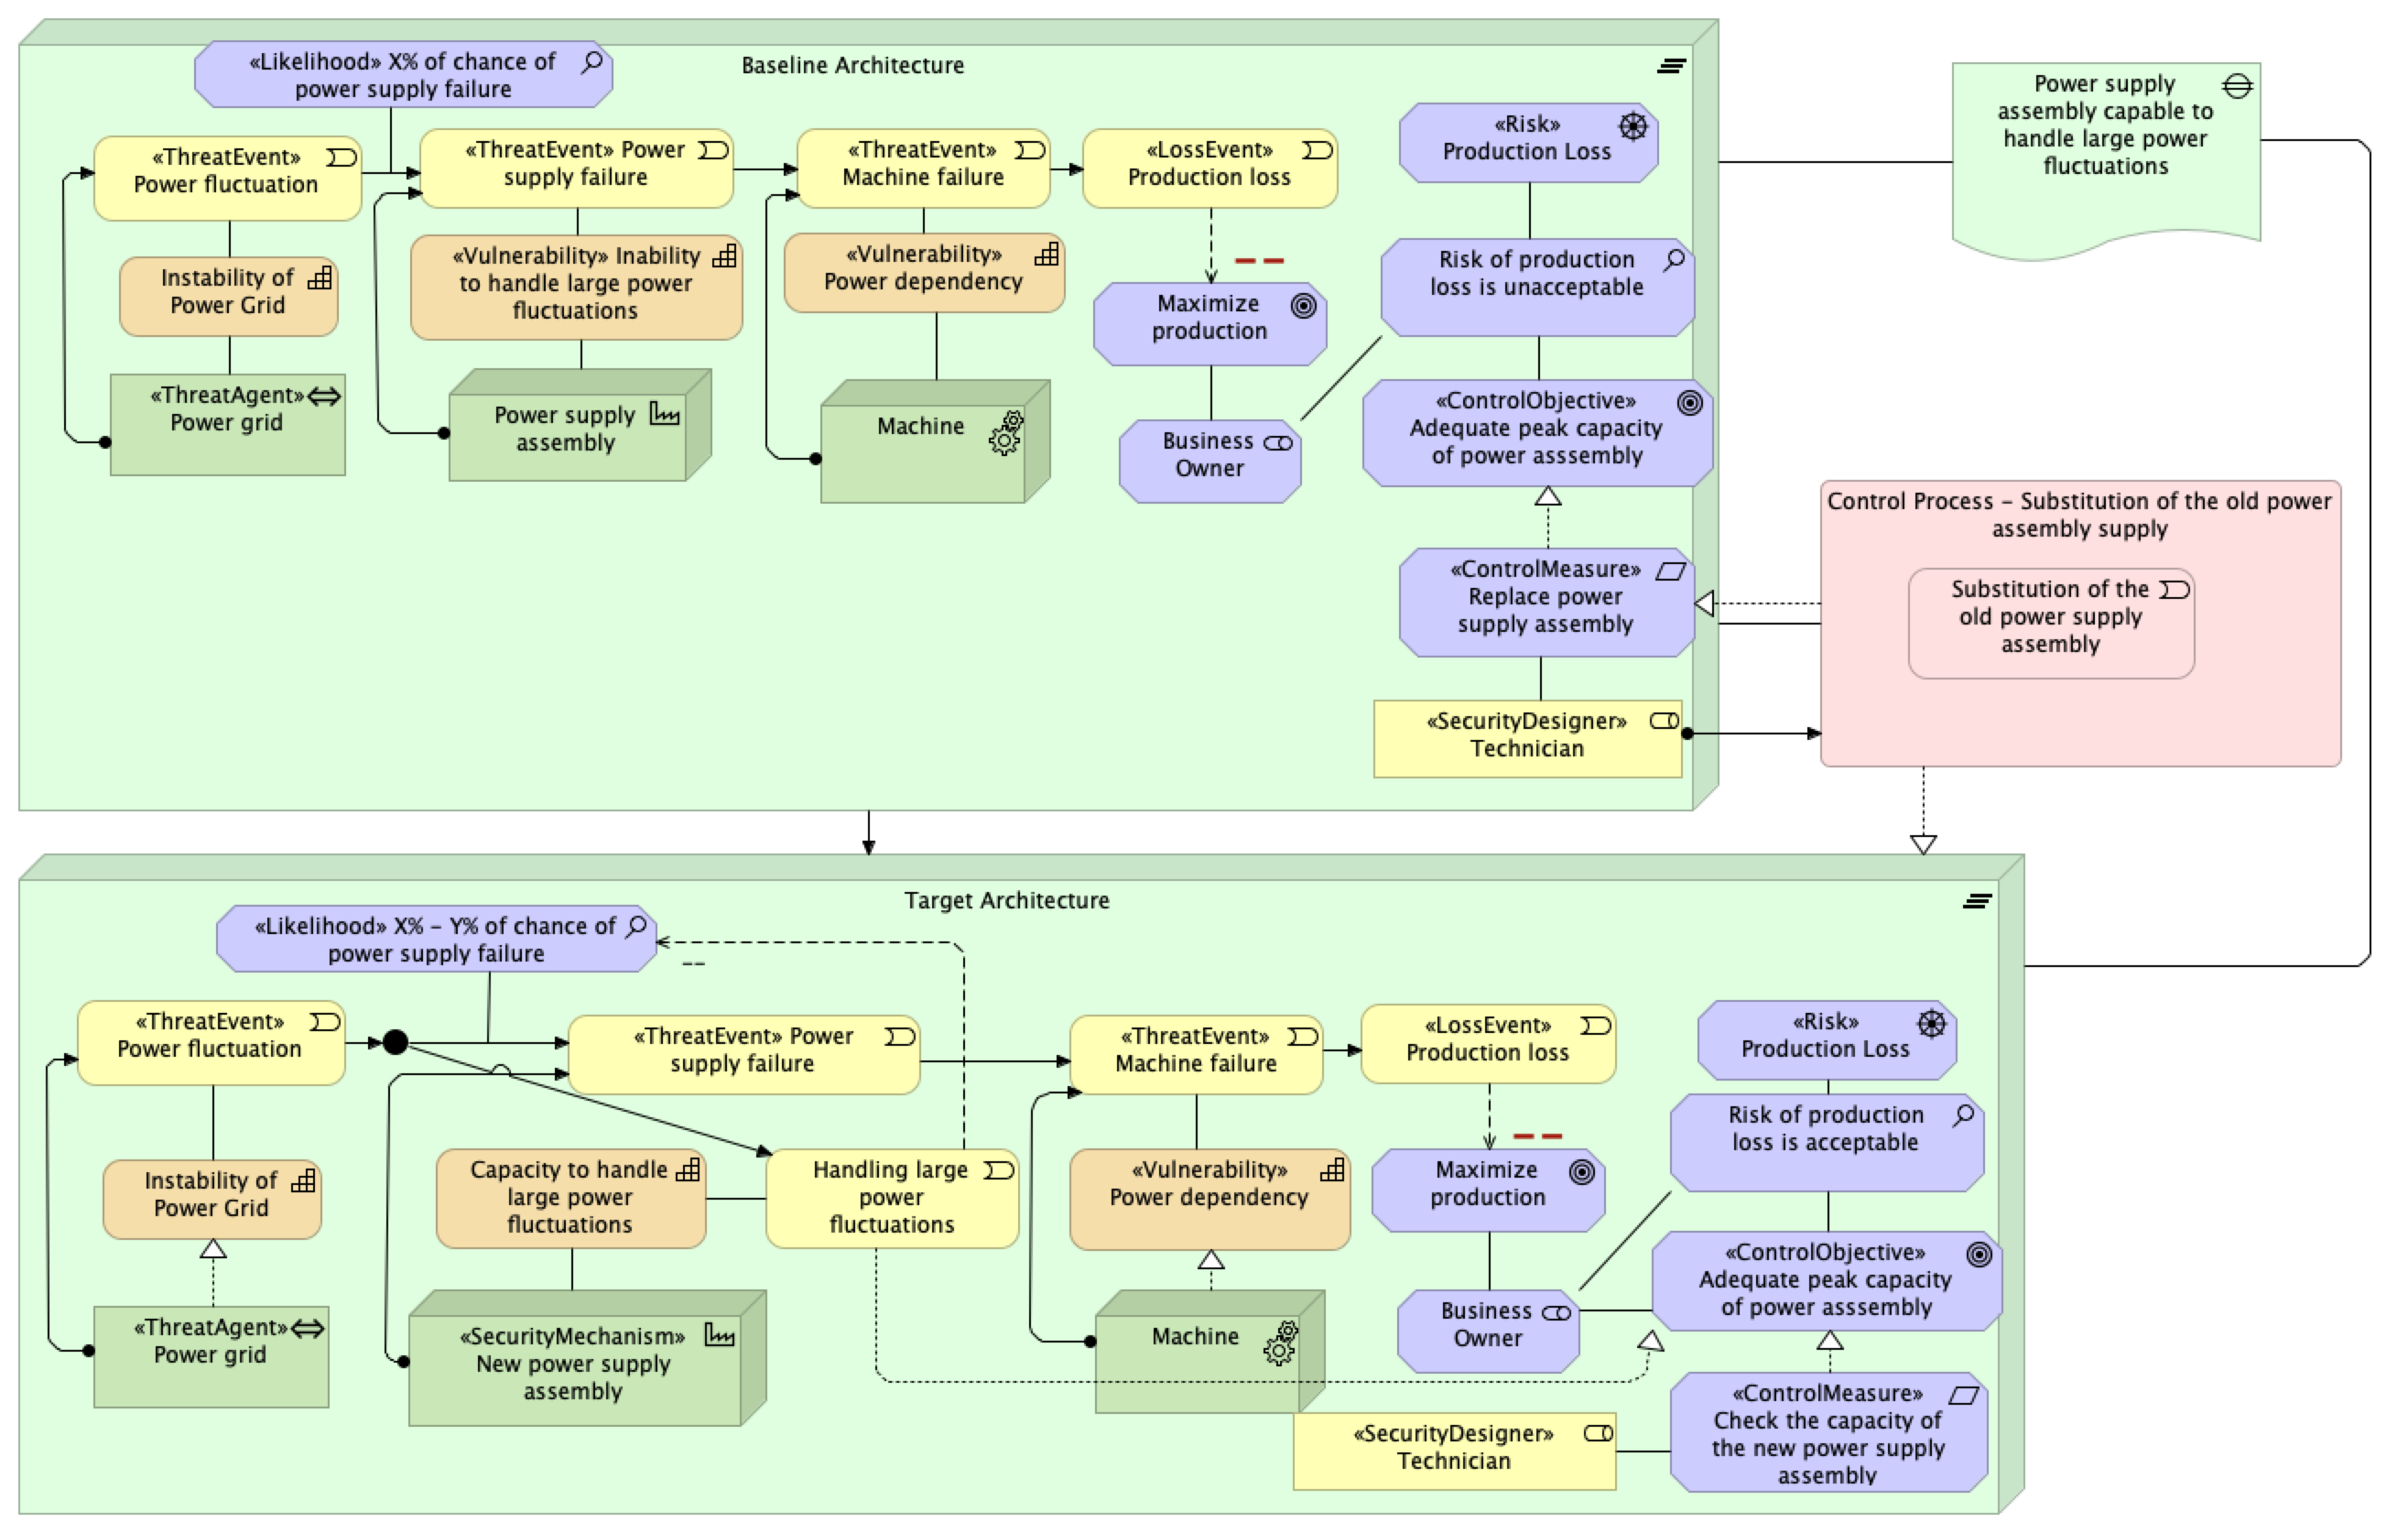 «Likelihood» X% of chance of
power supply failure
Baseline Architecture
«ThreatEvent»
Power fluctuation
«ThreatEvent» Power
supply failure
«ThreatEvent»
Machine failure
«LossEvent»
Production loss
«Risk»
Production Loss
Power supply
assembly capable to
handle large power
fluctuations
Instability of
Power Grid
«Vulnerability» Inability
to handle large power
fluctuations
«Vulnerability»
Power dependency
Maximize
production
Risk of production
loss is unacceptable
«ThreatAgent»
Power grid
Power supply
assembly
Machine
Business
Owner
«ControlObjective»
Adequate peak capacity
of power asssembly
«ControlMeasure»
Replace power
supply assembly
«SecurityDesigner»
Technician
Control Process - Substitution of the old power
assembly supply
Substitution of the
old power supply
assembly
Target Architecture
«Likelihood» X% - Y% of chance of
power supply failure
--
«ThreatEvent»
Power fluctuation
«ThreatEvent» Power
supply failure
«ThreatEvent»
Machine failure
«LossEvent»
Production loss
«Risk»
Production Loss
Instability of
Power Grid
Capacity to handle
large power
fluctuations
Handling large
power
fluctuations
«Vulnerability»
Power dependency
Maximize
production
Risk of production
loss is acceptable
«ThreatAgent»
Power grid
«SecurityMechanism»
New power supply
assembly
Machine
Business
Owner
«ControlObjective»
Adequate peak capacity
of power asssembly
«SecurityDesigner»
Technician
«ControlMeasure»
Check the capacity of
the new power supply
assembly